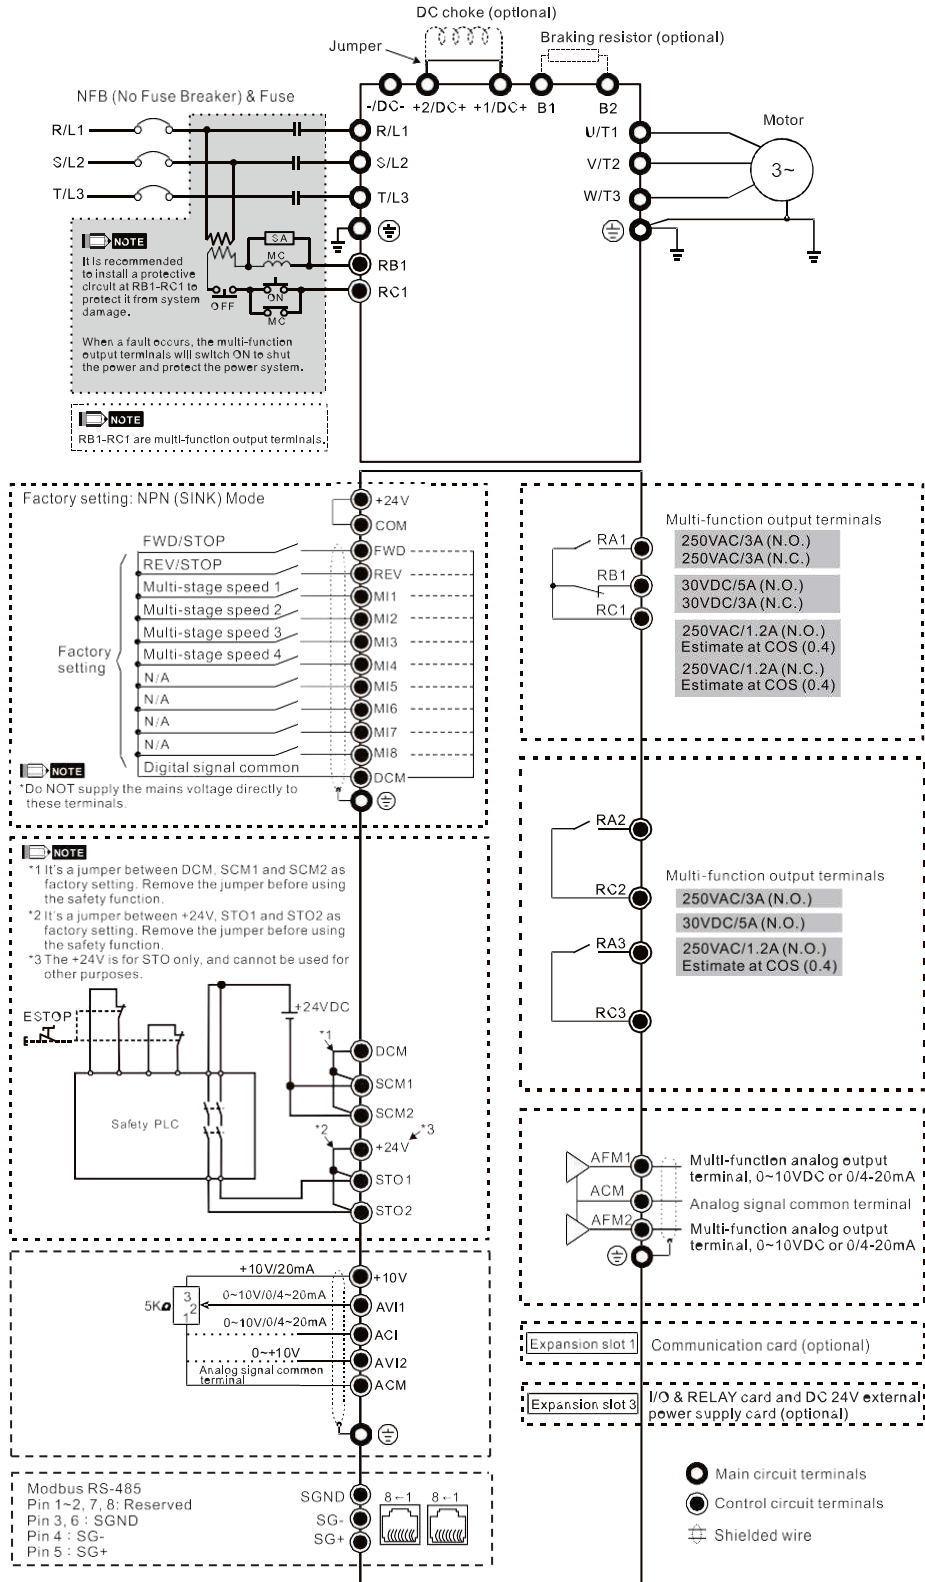 DC choke (optional)
Jumper
Braking resistor (optional)
NFB (No Fuse Breaker) & Fuse
-/DC- +2/DC+ +1/DC+ B1 B2
R/L1
R/L1
U/T1
Motor
S/L2
S/L2
V/T2
3~
T/L3
T/L3
W/T3
NOTE
It is recommended
to install a protective
circuit at RB1-RC1 to
protect it from system
damage.
SA
MC
RB1
ON
OFF
RC1
MC
When a fault occurs, the multi-function
output terminals will switch ON to shut
the power and protect the power system.
NOTE
RB1-RC1 are multi-function output terminals.
Factory setting: NPN (SINK) Mode
+24V
COM
FWD/STOP
FWD
REV/STOP
REV
Multi-stage speed 1
MI1
Multi-stage speed 2
MI2
Multi-stage speed 3
MI3
Factory
setting
Multi-stage speed 4
MI4
N/A
MI5
N/A
MI6
N/A
MI7
N/A
MI8
Digital signal common
DCM
NOTE
*Do NOT supply the mains voltage directly to
these terminals.
RA1
RB1
RC1
Multi-function output terminals
250VAC/3A (N.O.)
250VAC/3A (N.C.)
30VDC/5A (N.O.)
30VDC/3A (N.C.)
250VAC/1.2A (N.O.)
Estimate at COS (0.4)
250VAC/1.2A (N.C.)
Estimate at COS (0.4)
NOTE
*1 It's a jumper between DCM, SCM1 and SCM2 as
factory setting. Remove the jumper before using
the safety function.
*2 It's a jumper between +24V, STO1 and STO2 as
factory setting. Remove the jumper before using
the safety function.
*3 The +24V is for STO only, and cannot be used for
other purposes.
ESTOP
+24VDC
*1
DCM
SCM1
SCM2
Safety PLC
*2
*3
+24V
STO1
STO2
RA2
RC2
RA3
RC3
Multi-function output terminals
250VAC/3A (N.O.)
30VDC/5A (N.O.)
250VAC/1.2A (N.O.)
Estimate at COS (0.4)
AFM1
Multi-function analog output
terminal, 0~10VDC or 0/4-20mA
ACM
Analog signal common terminal
AFM2
Multi-function analog output
terminal, 0~10VDC or 0/4-20mA
+10V/20mA
+10V
5KΩ
3
2
1
0~10V/0/4~20mA
AVI1
0~10V/0/4~20mA
ACI
0~+10V
AVI2
Analog signal common
terminal
ACM
Expansion slot 1
Communication card (optional)
Expansion slot 3
I/O & RELAY card and DC 24V external
power supply card (optional)
Modbus RS-485
Pin 1~2, 7, 8: Reserved
Pin 3, 6 : SGND
Pin 4 : SG-
Pin 5 : SG+
SGND
SG-
SG+
8←1
8←1
Main circuit terminals
Control circuit terminals
Shielded wire